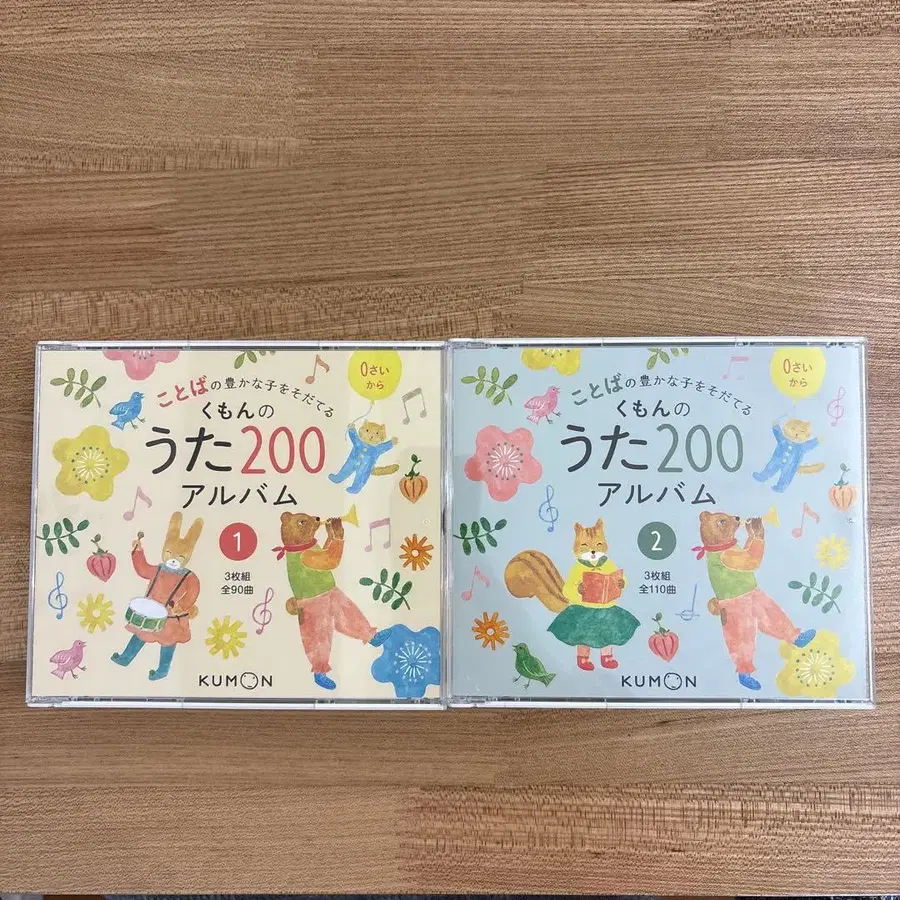 ことばの豊かな子をそだてる
くもんの
うた200
アルバム
1
3枚組
全90曲
KUMON
0さい
から
ことばの豊かな子をそだてる
くもんの
うた200
アルバム
2
3枚組
全110曲
KUMON
0さい
から